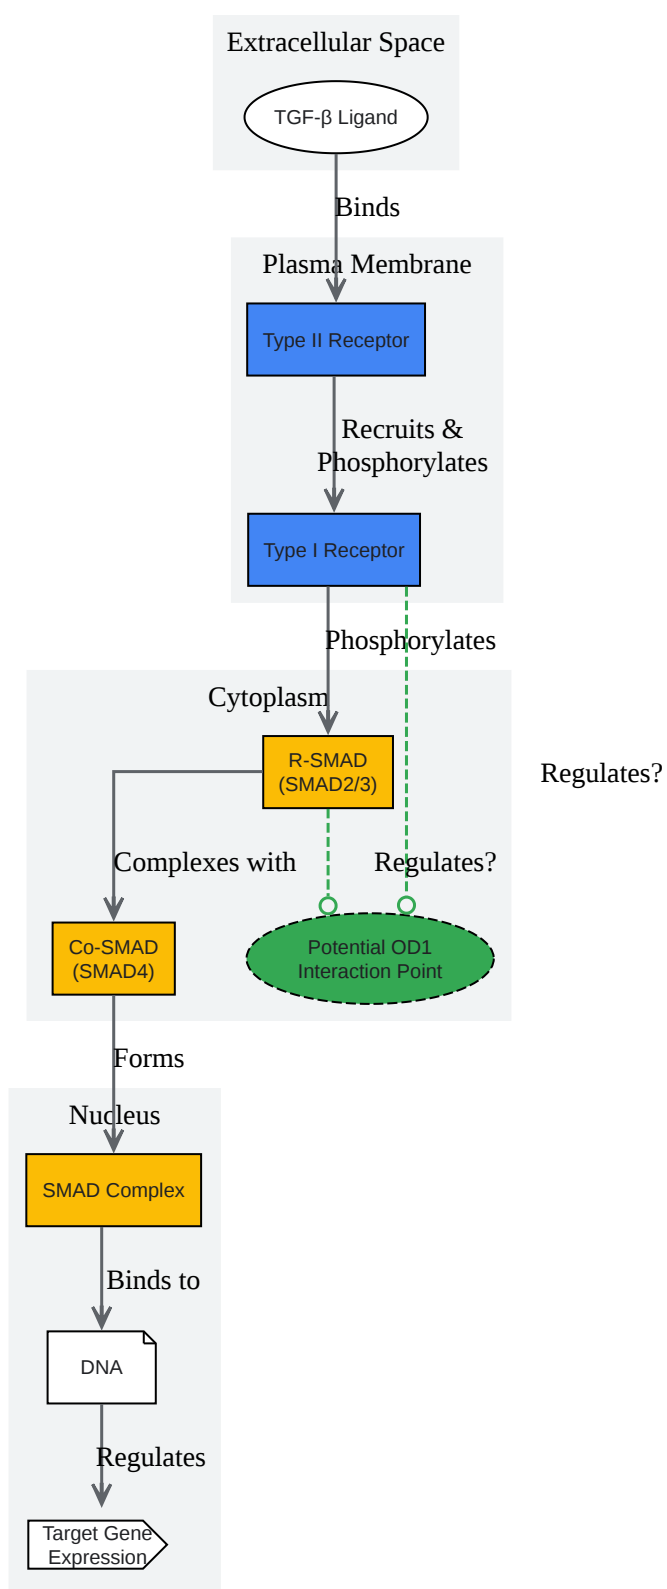 Extracellular Space
TGF-β Ligand
Binds
Plasma Membrane
Type II Receptor
Recruits &
Phosphorylates
Type I Receptor
Phosphorylates
Cytoplasm
R-SMAD
(SMAD2/3)
Regulates?
Complexes with
Regulates?
Co-SMAD
(SMAD4)
Potential OD1
Interaction Point
Forms
Nucleus
SMAD Complex
Binds to
DNA
Regulates
Target Gene
Expression